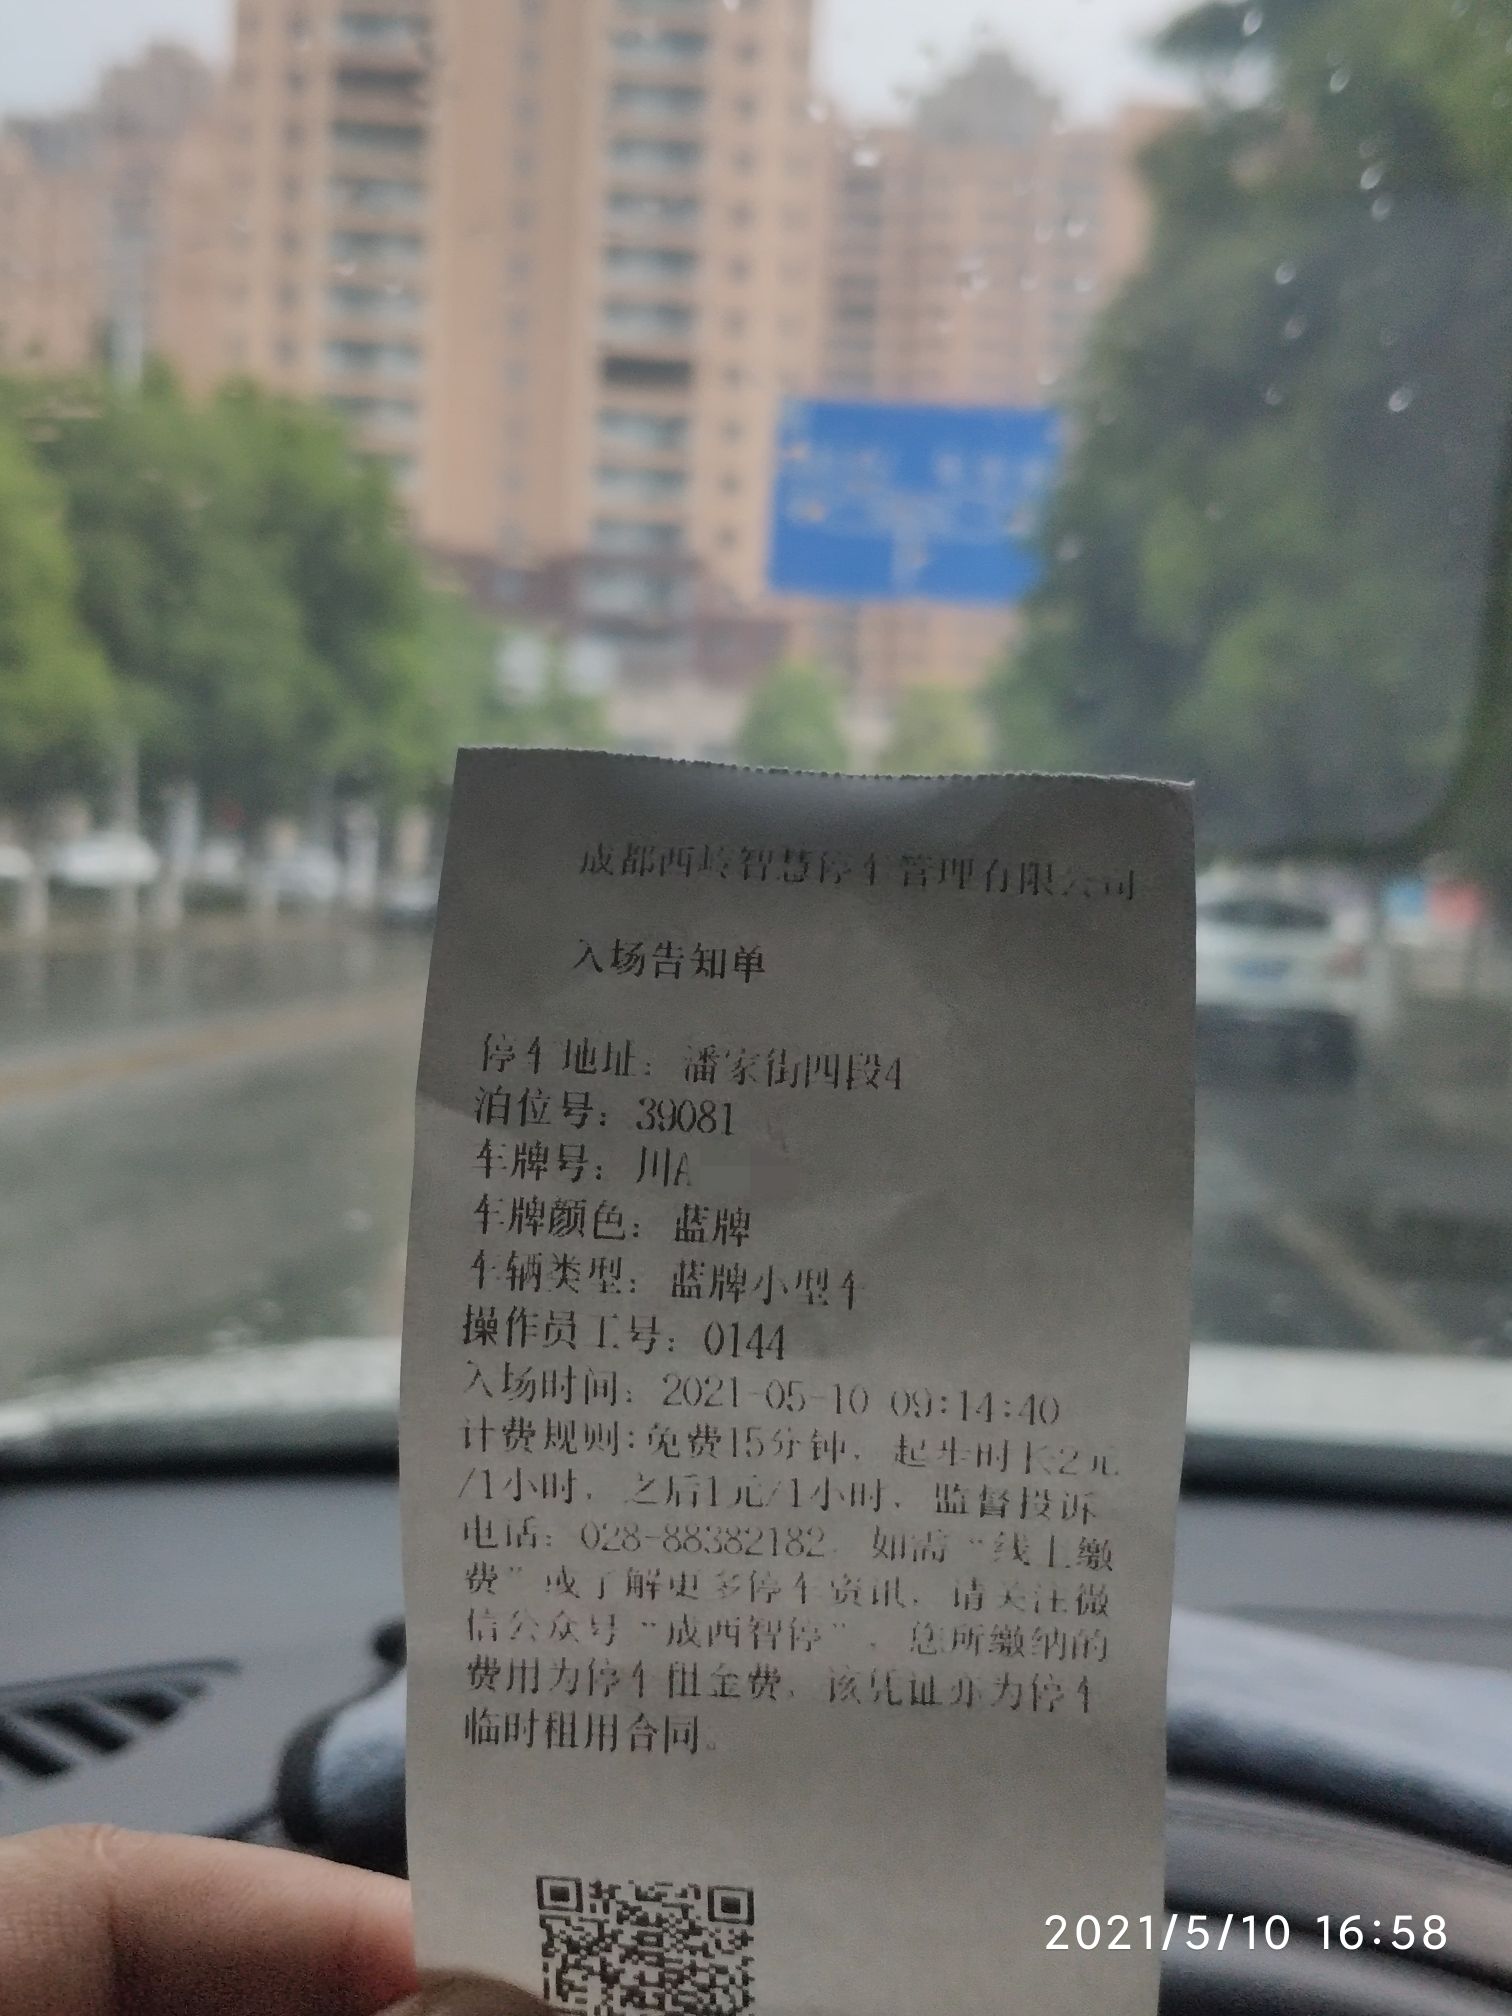 成都西岭智慧停车管理有限公司
入场告知单
停车地址：潘家街四段4
泊位号：39081
车牌号：川A
车牌颜色：蓝牌
车辆类型：蓝牌小型车
操作员工号：0144
入场时间：2021-05-10 09:14:40
计费规则:免费15分钟，起步时长2元
/1小时，之后1元/1小时，监督投诉
电话：028-88382182，如需“线上缴
费”或了解更多停车资讯，请关注微
信公众号“成西智停”，您所缴纳的
费用为停车租金费，该凭证亦为停车
临时租用合同。
2021/5/10 16:58